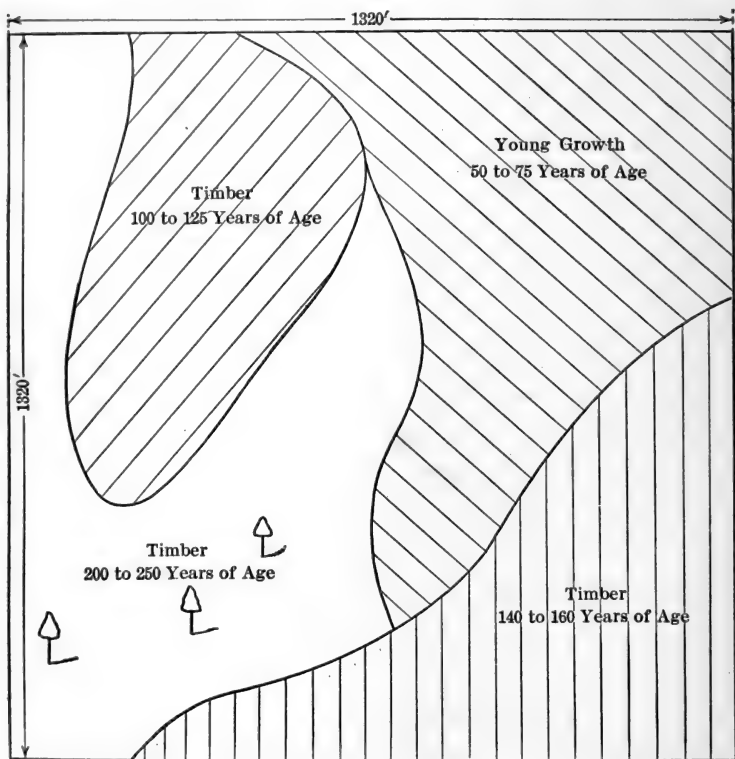 1320'
Young Growth
50 to 75 Years of Age
Timber
100 to 125 Years of Age
1320'
Timber
200 to 250 Years of Age
Timber
140 to 160 Years of Age